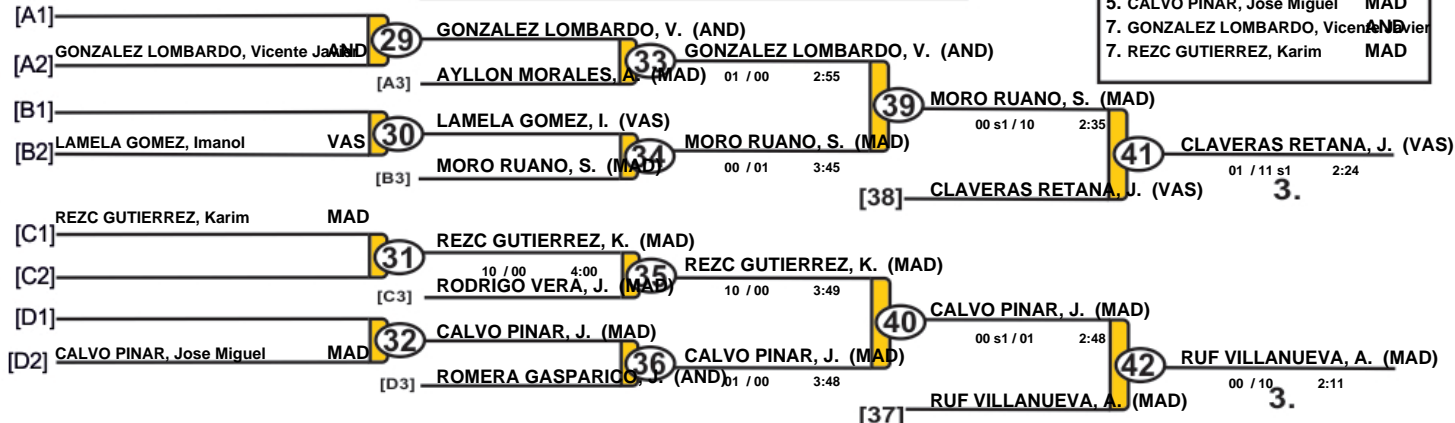 5. CALVO PINAR, Jose Miguel MAD
7. GONZALEZ LOMBARDO, Vicente Javier AND
7. REZC GUTIERREZ, Karim MAD
[A1]
GONZALEZ LOMBARDO, Vicente Javier AND
[A2]
29
GONZALEZ LOMBARDO, V. (AND)
[A3]
AYLLON MORALES, A. (MAD)
33
GONZALEZ LOMBARDO, V. (AND)
01 / 00 2:55
[B1]
LAMELA GOMEZ, Imanol VAS
[B2]
30
LAMELA GOMEZ, I. (VAS)
[B3]
MORO RUANO, S. (MAD)
34
MORO RUANO, S. (MAD)
00 / 01 3:45
39
MORO RUANO, S. (MAD)
00 s1 / 10 2:35
[38]
CLAVERAS RETANA, J. (VAS)
41
CLAVERAS RETANA, J. (VAS)
01 / 11 s1 2:24
3.
REZC GUTIERREZ, Karim MAD
[C1]
[C2]
31
REZC GUTIERREZ, K. (MAD)
10 / 00 4:00
[C3]
RODRIGO VERA, J. (MAD)
35
REZC GUTIERREZ, K. (MAD)
10 / 00 3:49
[D1]
CALVO PINAR, Jose Miguel MAD
[D2]
32
CALVO PINAR, J. (MAD)
[D3]
ROMERA GASPARICO, J. (AND)
36
CALVO PINAR, J. (MAD)
01 / 00 3:48
40
CALVO PINAR, J. (MAD)
00 s1 / 01 2:48
[37]
RUF VILLANUEVA, A. (MAD)
42
RUF VILLANUEVA, A. (MAD)
00 / 10 2:11
3.